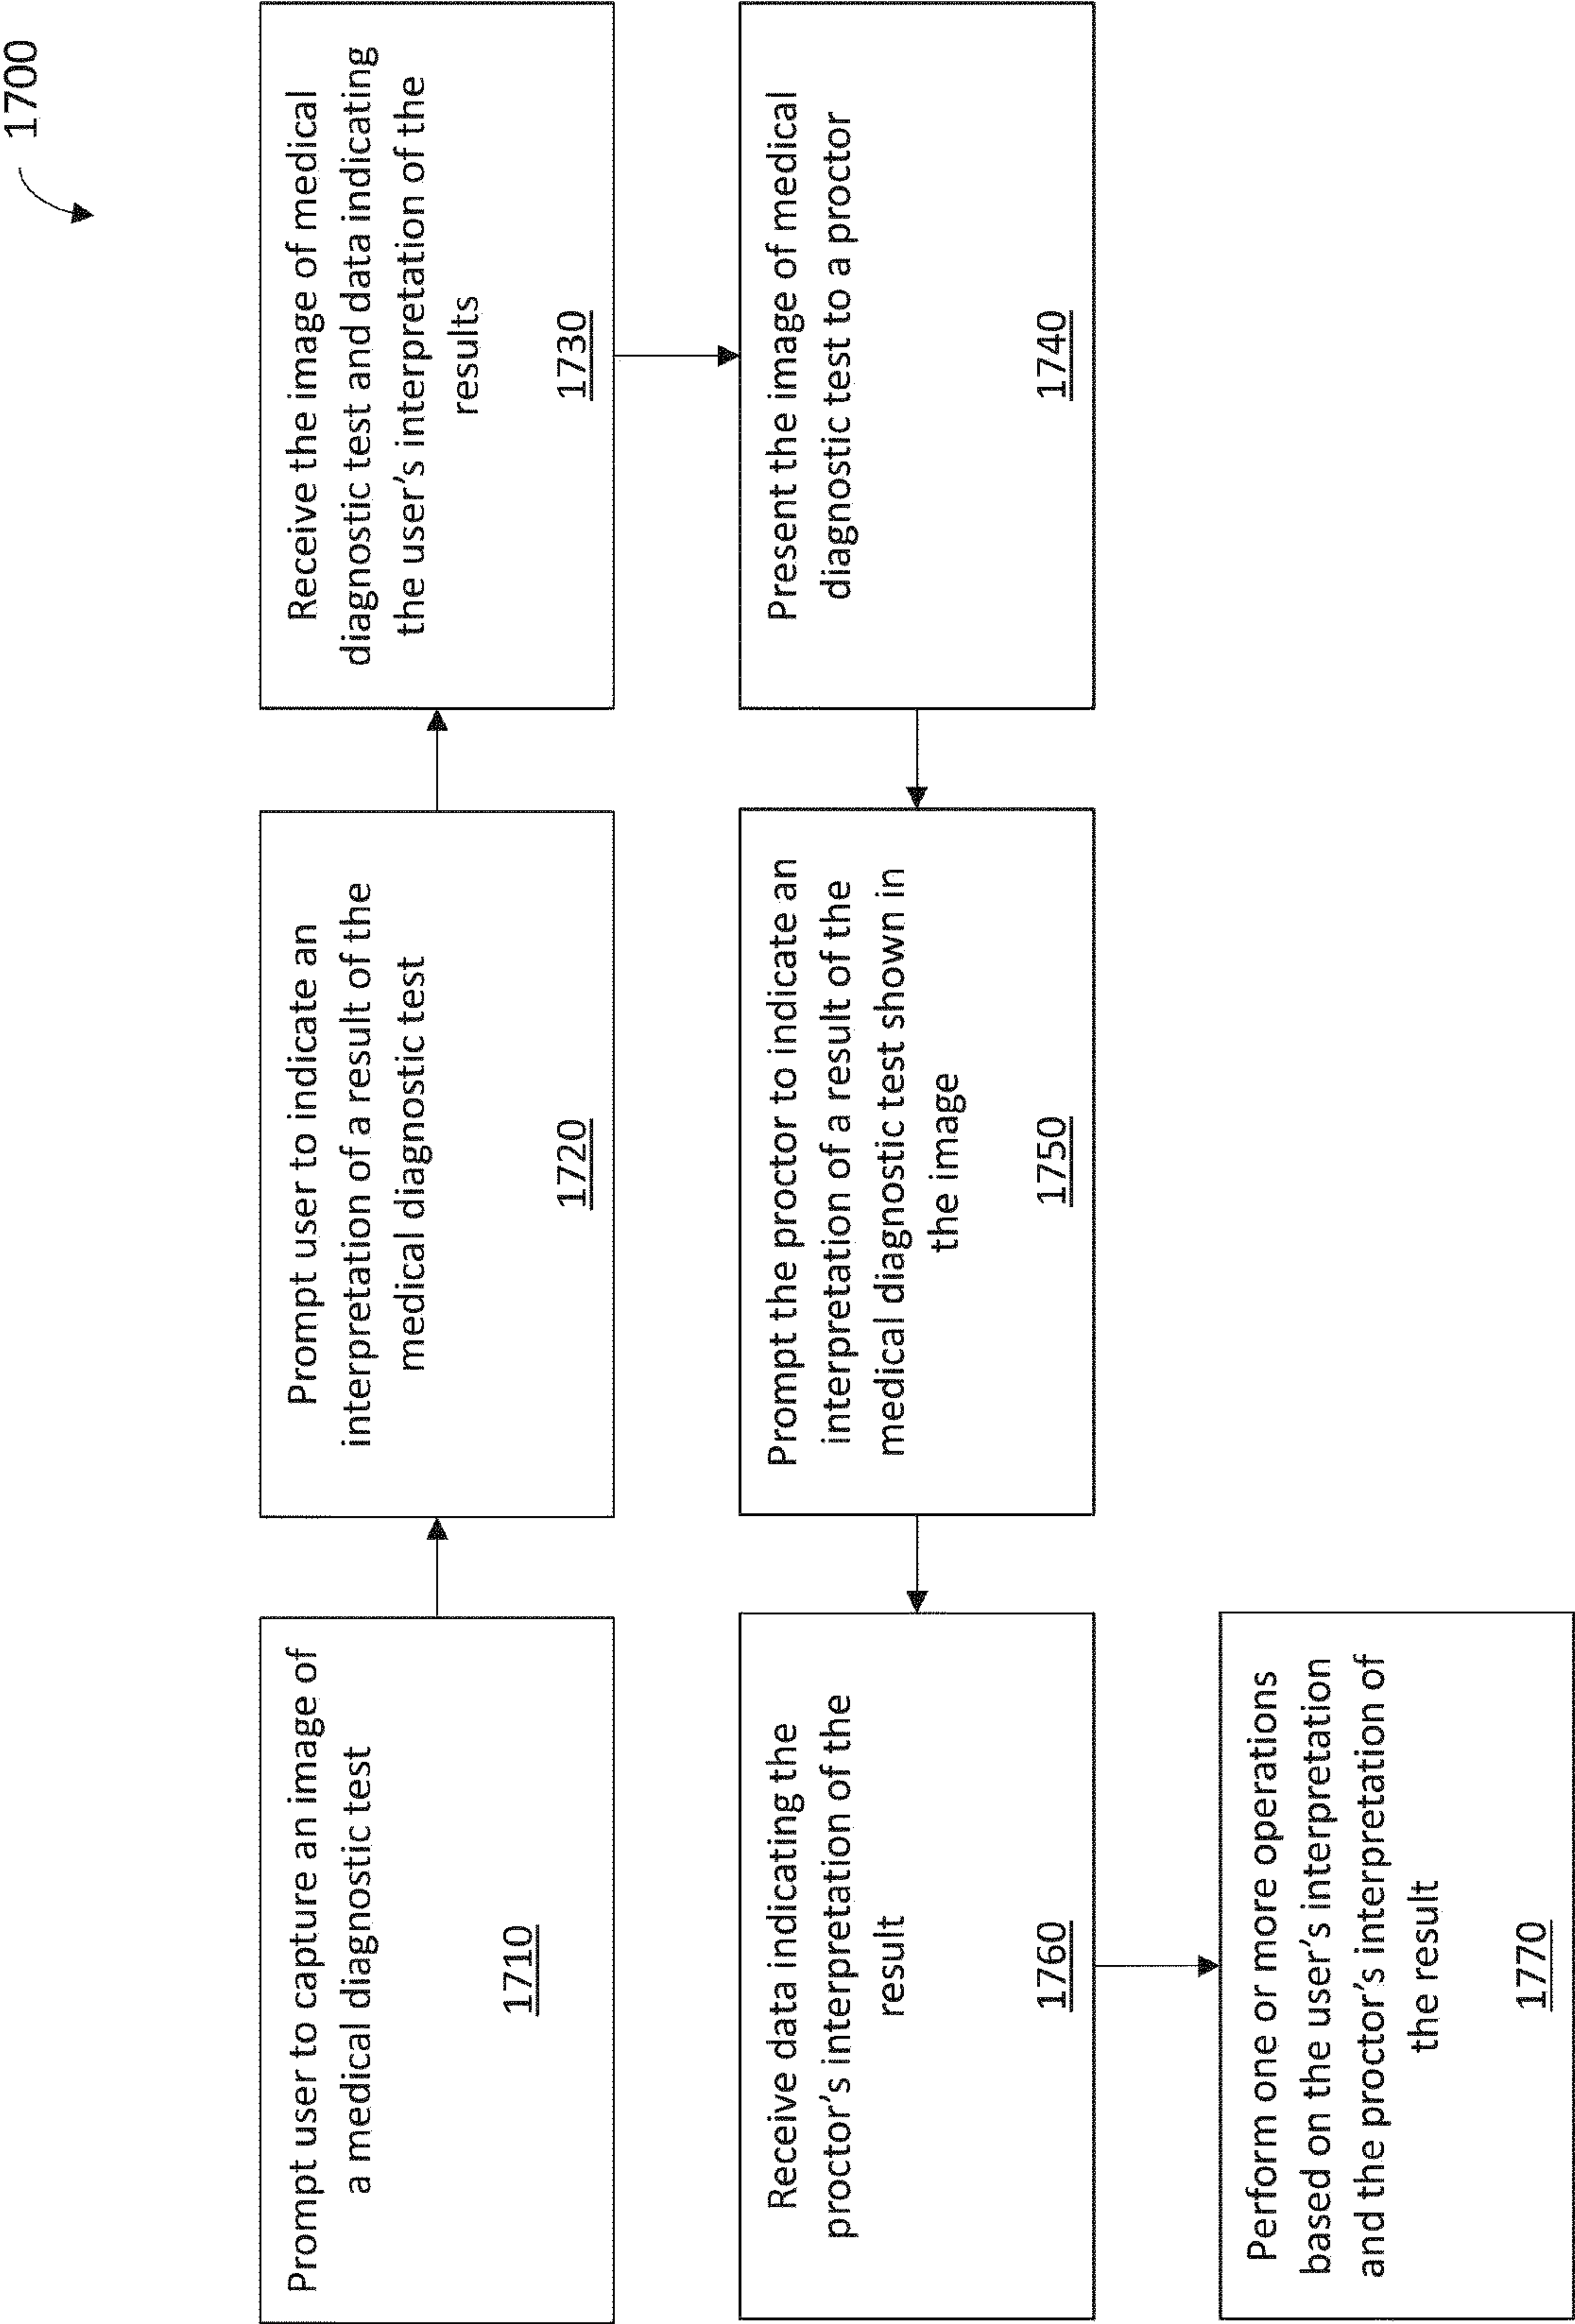 1700
Prompt user to capture an image of
a medical diagnostic test
1710
Prompt user to indicate an
interpretation of a result of the
medical diagnostic test
1720
Receive the image of medical
diagnostic test and data indicating
the user's interpretation of the
results
1730
Present the image of medical
diagnostic test to a proctor
1740
Prompt the proctor to indicate an
interpretation of a result of the
medical diagnostic test shown in
the image
1750
Receive data indicating the
proctor's interpretation of the
result
1760
Perform one or more operations
based on the user's interpretation
and the proctor's interpretation of
the result
1770